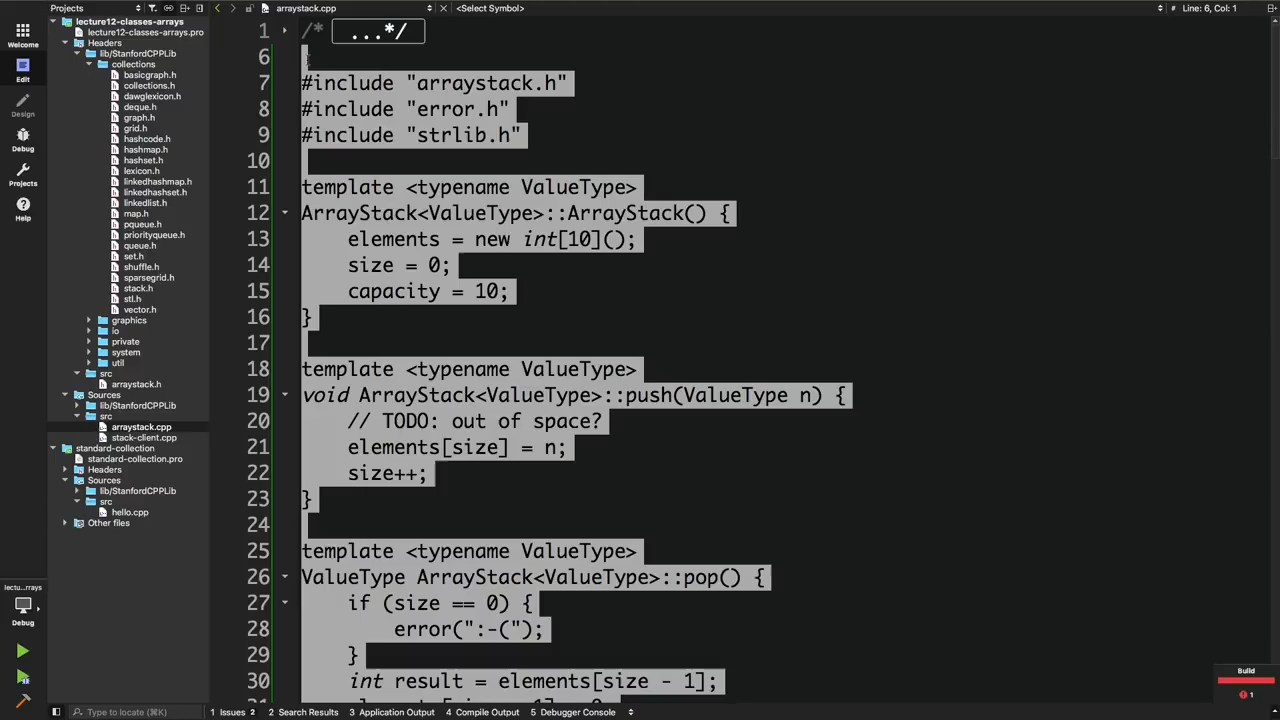 Projects
arraystack.cpp
<Select Symbol>
Line: 6, Col: 1
Welcome
Edit
Design
Debug
Projects
Help
lectu...rrays
Debug
lecture12-classes-arrays
lecture12-classes-arrays.pro
Headers
lib/StanfordCPPLib
collections
basicgraph.h
collections.h
dawglexicon.h
deque.h
graph.h
grid.h
hashcode.h
hashmap.h
hashset.h
lexicon.h
linkedhashmap.h
linkedhashset.h
linkedlist.h
map.h
pqueue.h
priorityqueue.h
queue.h
set.h
shuffle.h
sparsegrid.h
stack.h
stl.h
vector.h
graphics
io
private
system
util
src
arraystack.h
Sources
lib/StanfordCPPLib
src
arraystack.cpp
stack-client.cpp
standard-collection
standard-collection.pro
Headers
Sources
lib/StanfordCPPLib
src
hello.cpp
Other files
1 /* ...*/
6
7 #include "arraystack.h"
8 #include "error.h"
9 #include "strlib.h"
10
11 template <typename ValueType>
12 ArrayStack<ValueType>::ArrayStack() {
13 elements = new int[10]();
14 size = 0;
15 capacity = 10;
16 }
17
18 template <typename ValueType>
19 void ArrayStack<ValueType>::push(ValueType n) {
20 // TODO: out of space?
21 elements[size] = n;
22 size++;
23 }
24
25 template <typename ValueType>
26 ValueType ArrayStack<ValueType>::pop() {
27 if (size == 0) {
28 error(":-(");
29 }
30 int result = elements[size - 1];
Build
1
Type to locate (⌘K)
1 Issues 2
2 Search Results
3 Application Output
4 Compile Output
5 Debugger Console